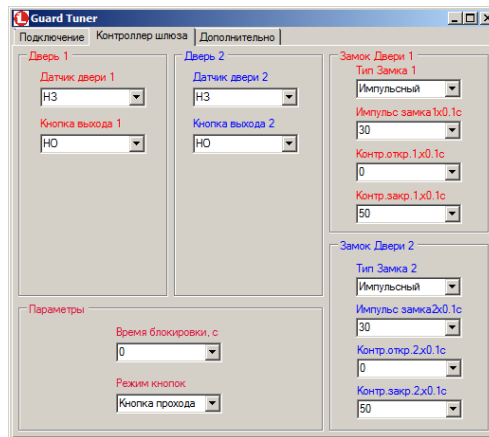 Guard Tuner
Подключение Контроллер шлюза Дополнительно
Дверь 1
Датчик двери 1
НЗ
Кнопка выхода 1
НО
Дверь 2
Датчик двери 2
НЗ
Кнопка выхода 2
НО
Замок Двери 1
Тип Замка 1
Импульсный
Импульс замка1х0.1с
30
Контр.откр.1,х0.1с
0
Контр.закр.1,х0.1с
50
Замок Двери 2
Тип Замка 2
Импульсный
Импульс замка2х0.1с
30
Контр.откр.2,х0.1с
0
Контр.закр.2,х0.1с
50
Параметры
Время блокировки, с
0
Режим кнопок
Кнопка прохода